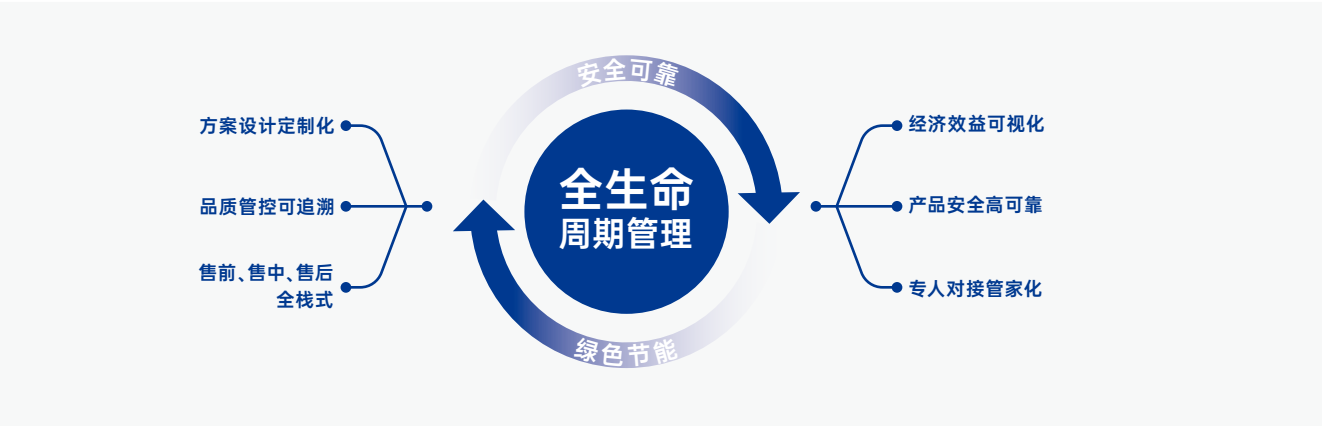 方案设计定制化
品质管控可追溯
售前、售中、售后
全栈式
安全可靠
全生命
周期管理
绿色节能
经济效益可视化
产品安全高可靠
专人对接管家化